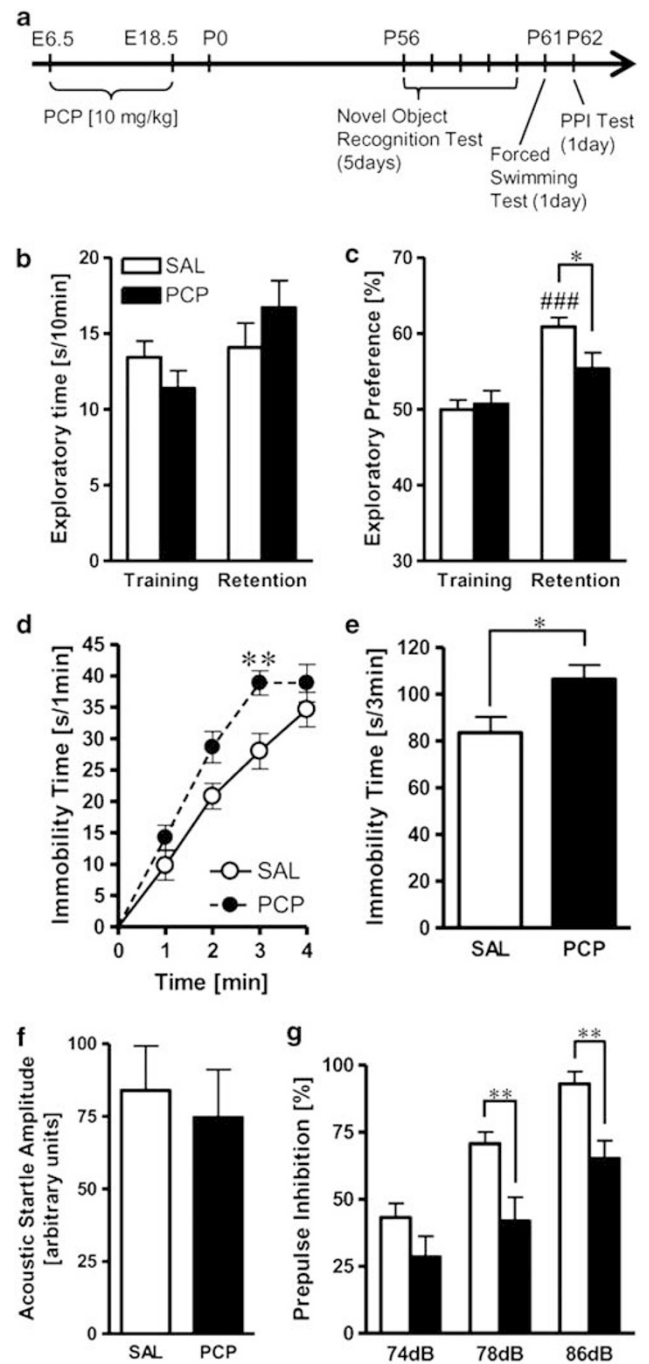 a
E6.5 E18.5 P0 P56 P61 P62
PCP [10 mg/kg]
Novel Object
Recognition Test
(5days)
Forced
Swimming
Test (1day)
PPI Test
(1day)
b
Exploratory time [s/10min]
20
15
10
5
0
SAL
PCP
Training Retention
c
Exploratory Preference [%]
70
60
50
40
30
###
*
Training Retention
d
Immobility Time [s/1min]
45
40
35
30
25
20
15
10
5
0
**
SAL
PCP
0 1 2 3 4
Time [min]
e
Immobility Time [s/3min]
120
100
80
60
40
20
0
*
SAL PCP
f
Acoustic Startle Amplitude
[arbitrary units]
100
75
50
25
0
SAL PCP
g
Prepulse Inhibition [%]
100
75
50
25
0
**
**
74dB 78dB 86dB